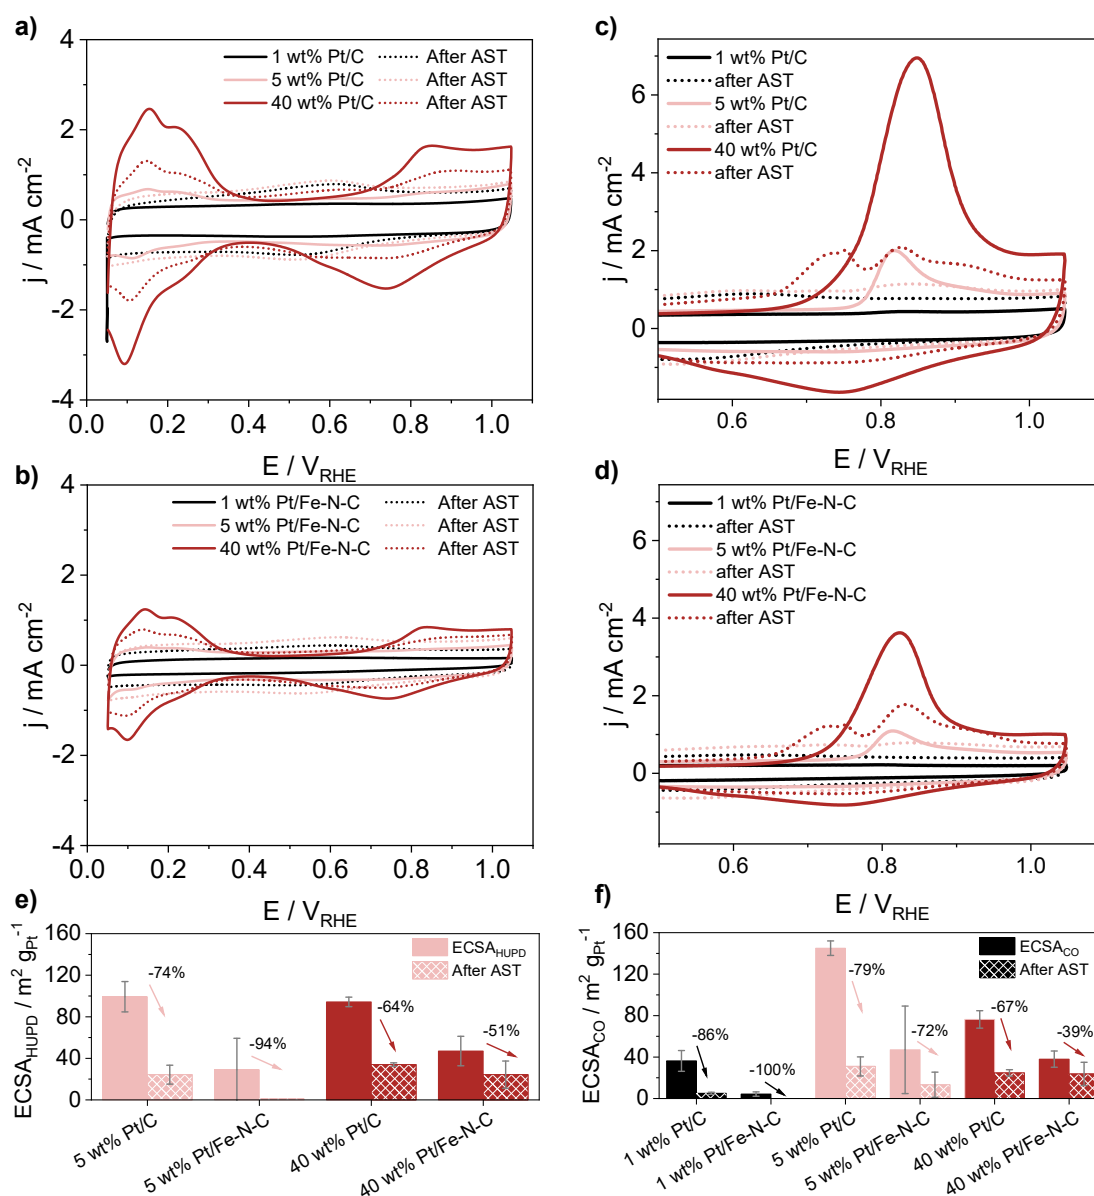 a)
4
2
0
-2
-4
j / mA cm-2
1 wt% Pt/C
After AST
5 wt% Pt/C
After AST
40 wt% Pt/C
After AST
0.0
0.2
0.4
0.6
0.8
1.0
E / VRHE
c)
6
4
2
0
j / mA cm-2
1 wt% Pt/C
after AST
5 wt% Pt/C
after AST
40 wt% Pt/C
after AST
0.6
0.8
1.0
E / VRHE
b)
4
2
0
-2
-4
j / mA cm-2
1 wt% Pt/Fe-N-C
After AST
5 wt% Pt/Fe-N-C
After AST
40 wt% Pt/Fe-N-C
After AST
0.0
0.2
0.4
0.6
0.8
1.0
E / VRHE
d)
6
4
2
0
j / mA cm-2
1 wt% Pt/Fe-N-C
after AST
5 wt% Pt/Fe-N-C
after AST
40 wt% Pt/Fe-N-C
after AST
0.6
0.8
1.0
E / VRHE
e)
160
120
80
40
0
ECSAHUPD / m2 gPt-1
ECSAHUPD
After AST
-74%
-94%
-64%
-51%
5 wt% Pt/C
5 wt% Pt/Fe-N-C
40 wt% Pt/C
40 wt% Pt/Fe-N-C
f)
160
120
80
40
0
ECSACO / m2 gPt-1
ECSACO
After AST
-86%
-100%
-79%
-72%
-67%
-39%
1 wt% Pt/C
1 wt% Pt/Fe-N-C
5 wt% Pt/C
5 wt% Pt/Fe-N-C
40 wt% Pt/C
40 wt% Pt/Fe-N-C